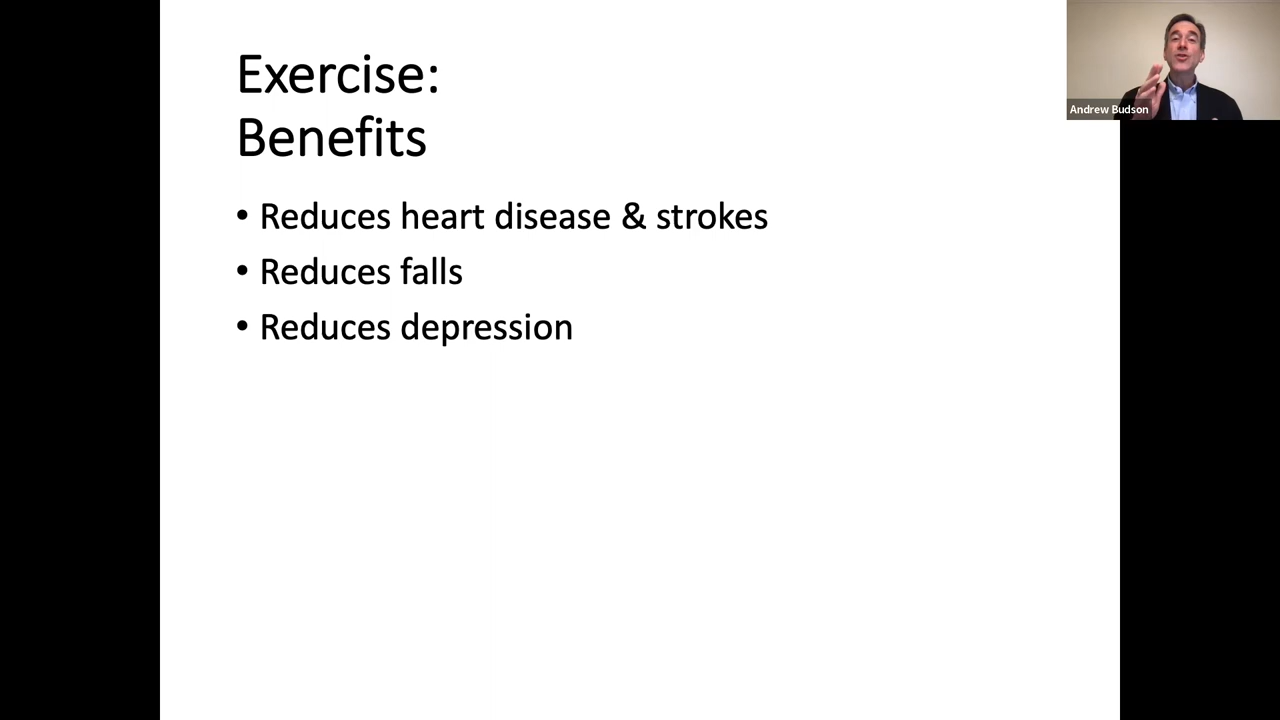 Exercise:
Benefits
• Reduces heart disease & strokes
• Reduces falls
• Reduces depression
Andrew Budson